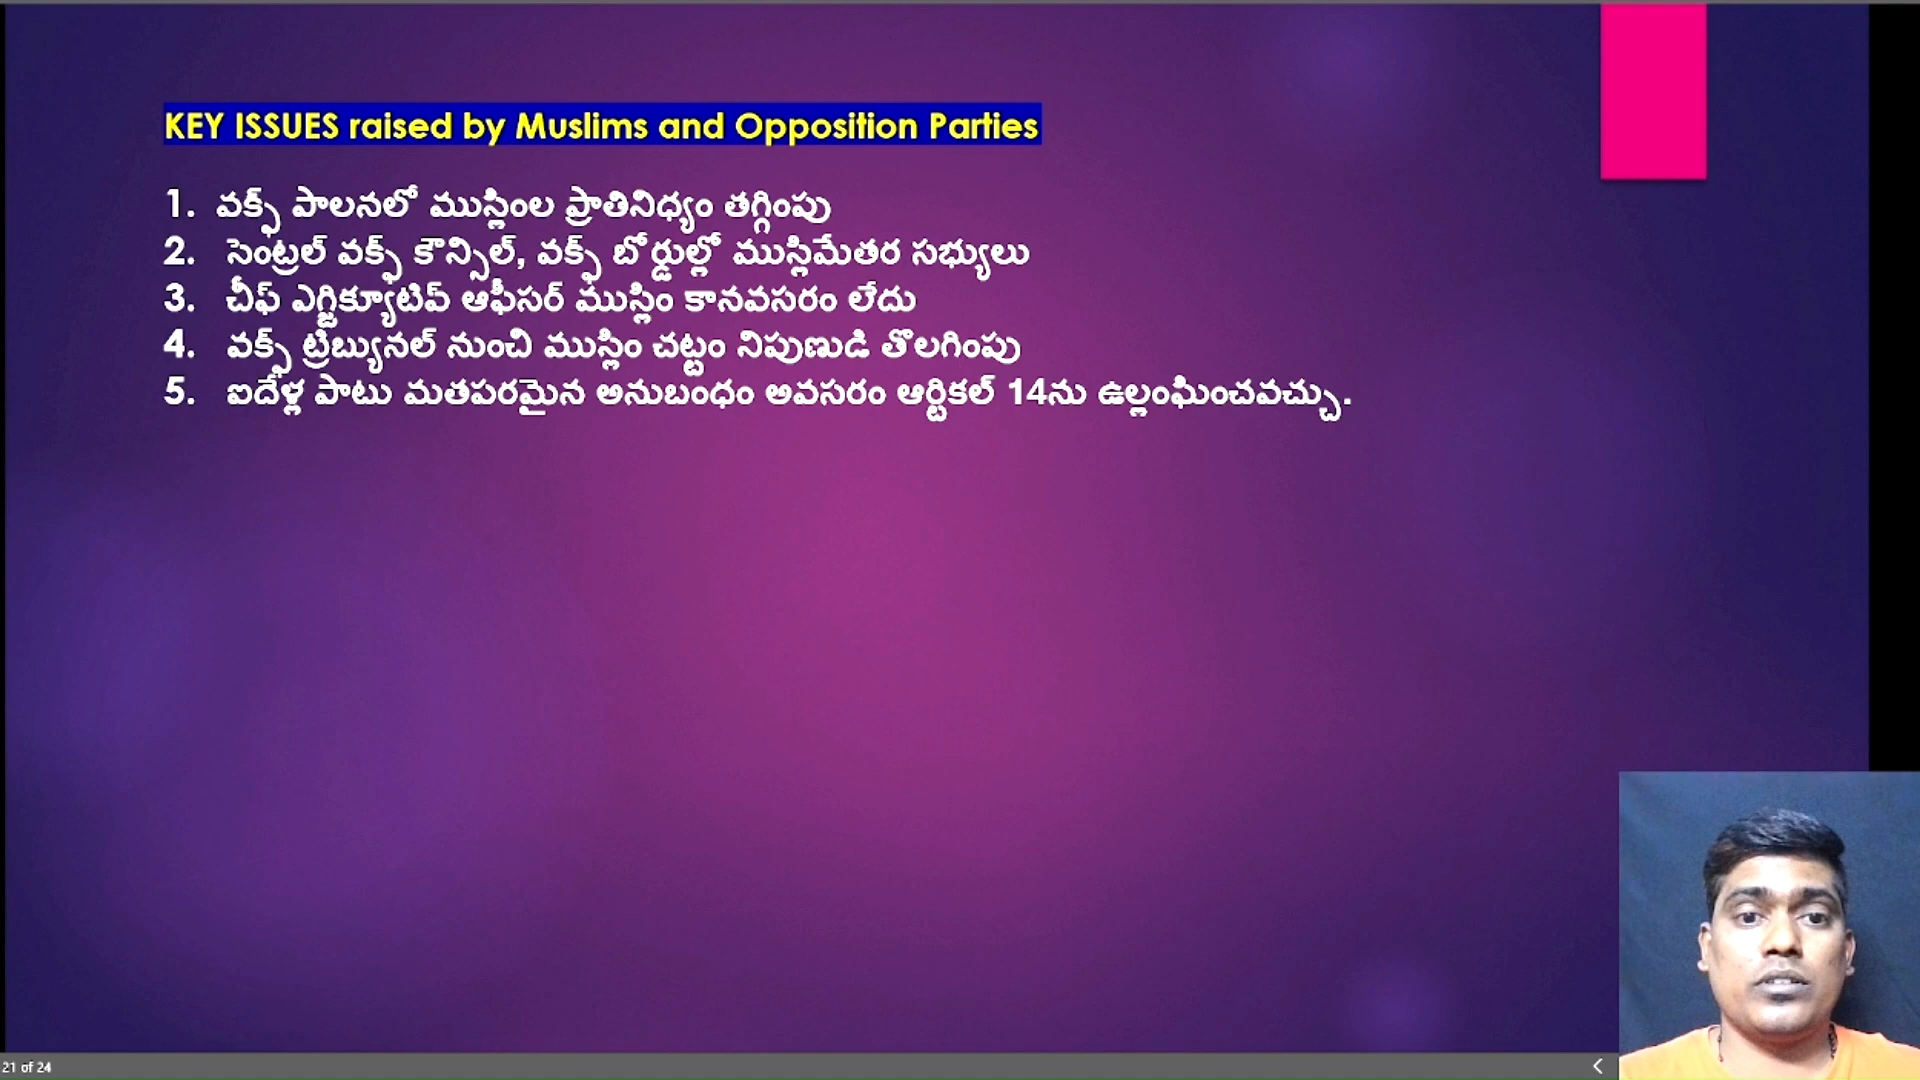 KEY ISSUES raised by Muslims and Opposition Parties
1. వక్ఫ్ పాలనలో ముస్లింల ప్రాతినిధ్యం తగ్గింపు
2. సెంట్రల్ వక్ఫ్ కౌన్సిల్, వక్ఫ్ బోర్డుల్లో ముస్లిమేతర సభ్యులు
3. చీఫ్ ఎగ్జిక్యూటివ్ ఆఫీసర్ ముస్లిం కానవసరం లేదు
4. వక్ఫ్ ట్రిబ్యునల్ నుంచి ముస్లిం చట్టం నిపుణుడి తొలగింపు
5. ఐదేళ్ల పాటు మతపరమైన అనుబంధం అవసరం ఆర్టికల్ 14ను ఉల్లంఘించవచ్చు.
21 of 24